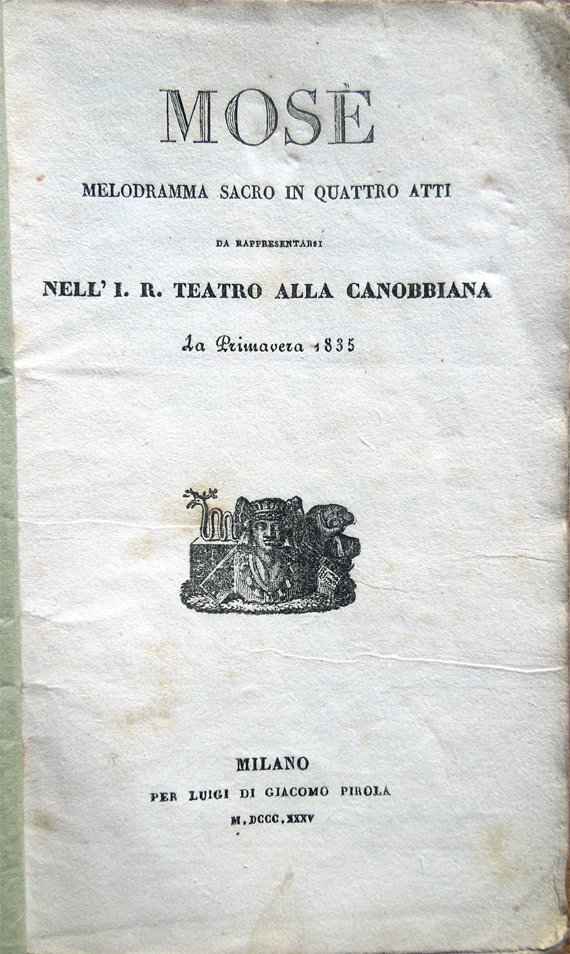 MOSÈ
MELODRAMMA SACRO IN QUATTRO ATTI
DA RAPPRESENTARSI
NELL' I. R. TEATRO ALLA CANOBBIANA
La Primavera 1835
MILANO
PER LUIGI DI GIACOMO PIROLA
M.DCCC.XXXV